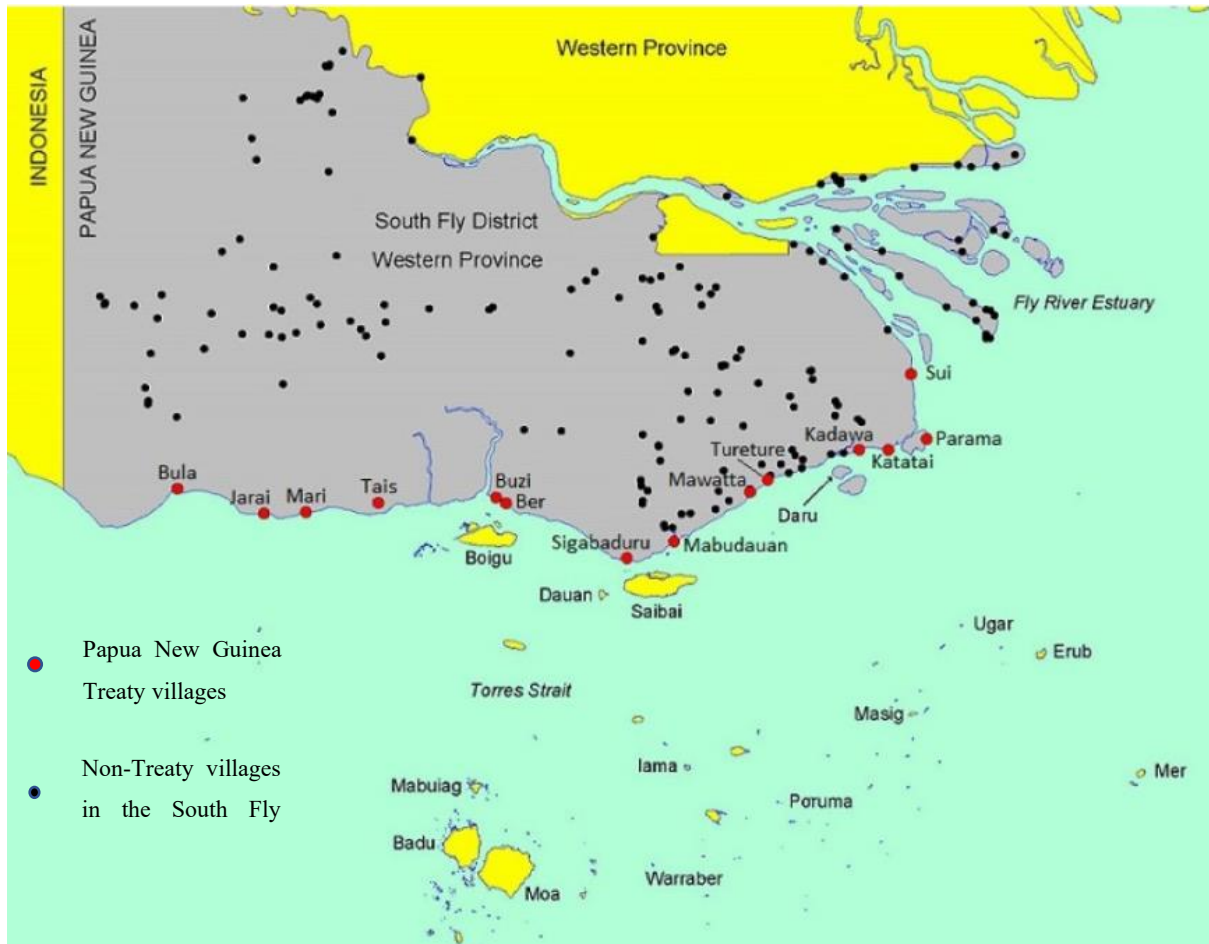 Western Province
INDONESIA
PAPUA NEW GUINEA
South Fly District
Western Province
Fly River Estuary
Sui
Parama
Kadawa
Katatai
Tureture
Mawatta
Daru
Bula
Jarai
Mari
Tais
Buzi
Ber
Boigu
Sigabaduru
Mabudauan
Dauan
Saibai
Ugar
Erub
Papua New Guinea
Treaty villages
Torres Strait
Masig
Iama
Mer
Non-Treaty villages
in the South Fly
Mabuiag
Poruma
Badu
Moa
Warraber